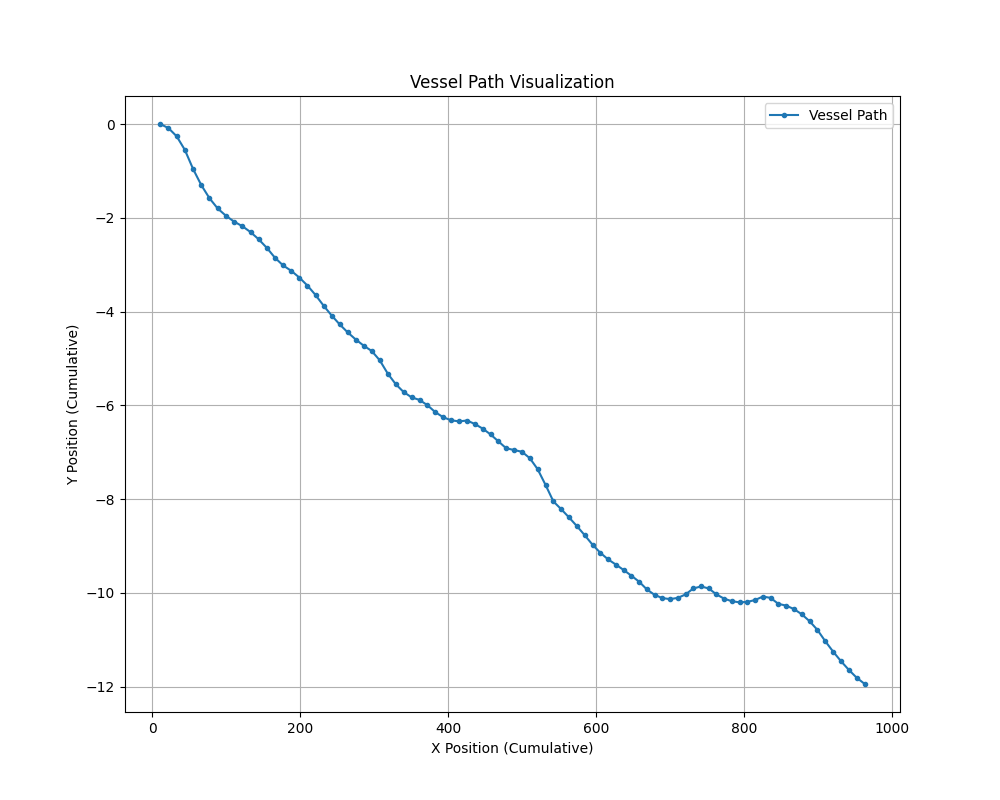 Vessel Path Visualization
Vessel Path
Y Position (Cumulative)
0
−2
−4
−6
−8
−10
−12
0 200 400 600 800 1000
X Position (Cumulative)